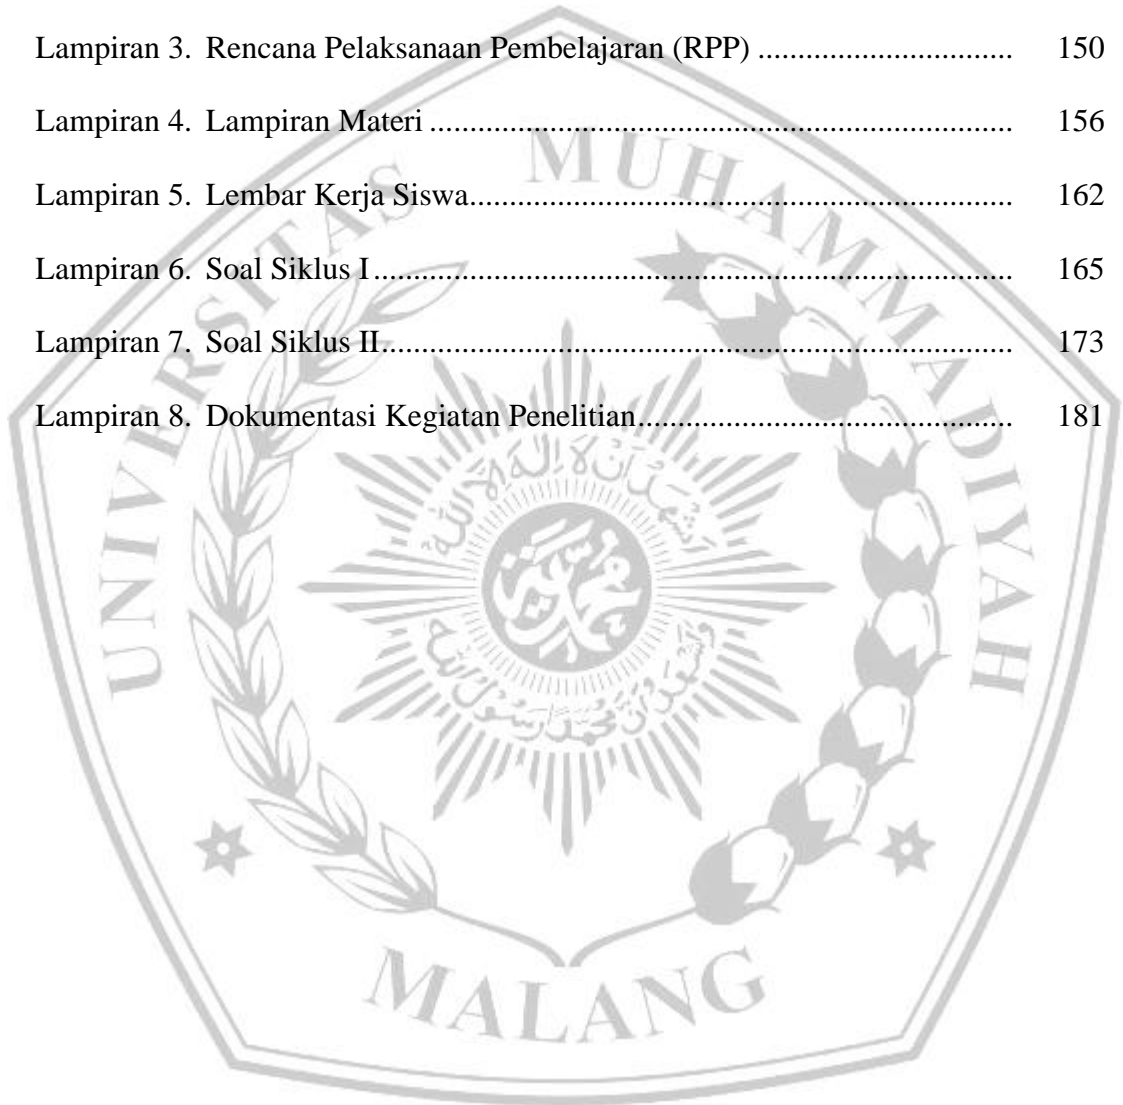 Lampiran 3. Rencana Pelaksanaan Pembelajaran (RPP) ................................ 150
Lampiran 4. Lampiran Materi ......................................................................... 156
Lampiran 5. Lembar Kerja Siswa.................................................................... 162
Lampiran 6. Soal Siklus I ................................................................................ 165
Lampiran 7. Soal Siklus II............................................................................... 173
Lampiran 8. Dokumentasi Kegiatan Penelitian............................................... 181
UNIVERSITAS MUHAMMADIYAH
MALANG